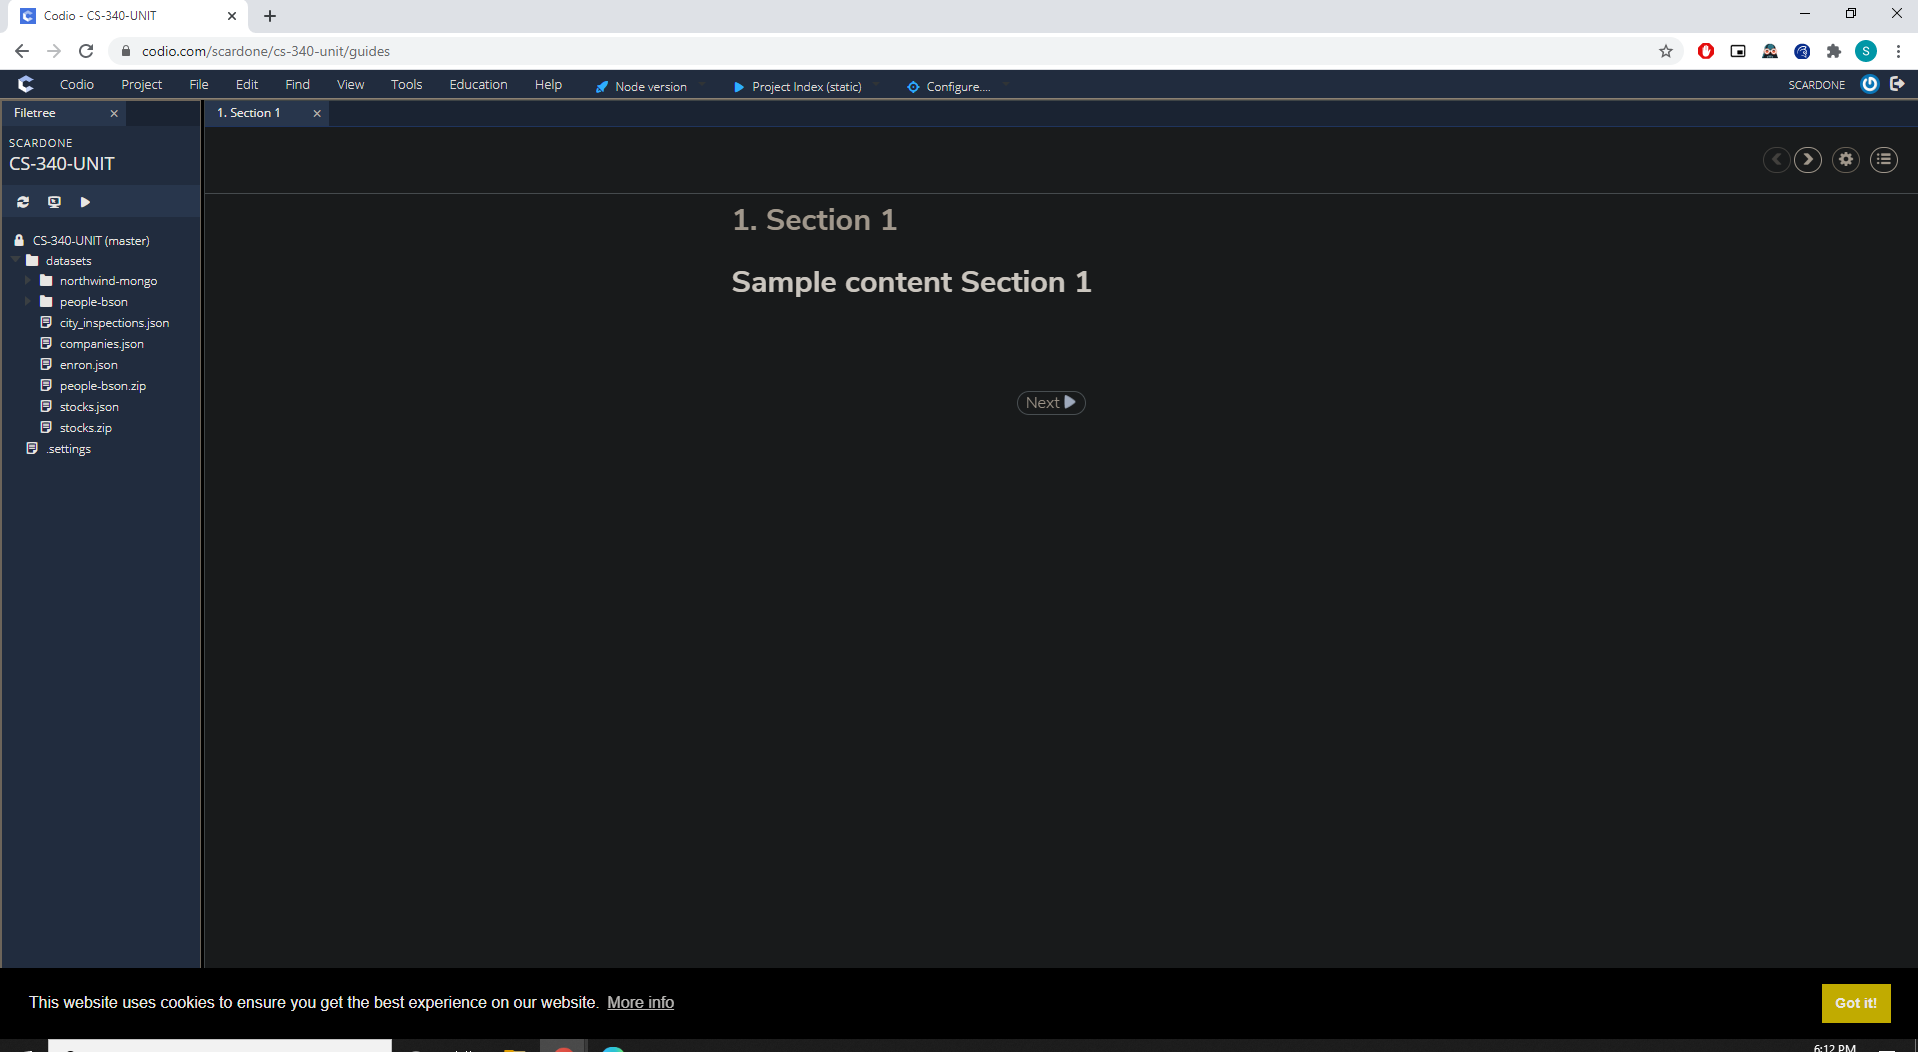 Codio - CS-340-UNIT
codio.com/scardone/cs-340-unit/guides
S
Codio Project File Edit Find View Tools Education Help Node version Project Index (static) Configure.... SCARDONE
Filetree
1. Section 1
SCARDONE
CS-340-UNIT
CS-340-UNIT (master)
datasets
northwind-mongo
people-bson
city_inspections.json
companies.json
enron.json
people-bson.zip
stocks.json
stocks.zip
.settings
1. Section 1
Sample content Section 1
Next
This website uses cookies to ensure you get the best experience on our website. More info
Got it!
6:12 PM